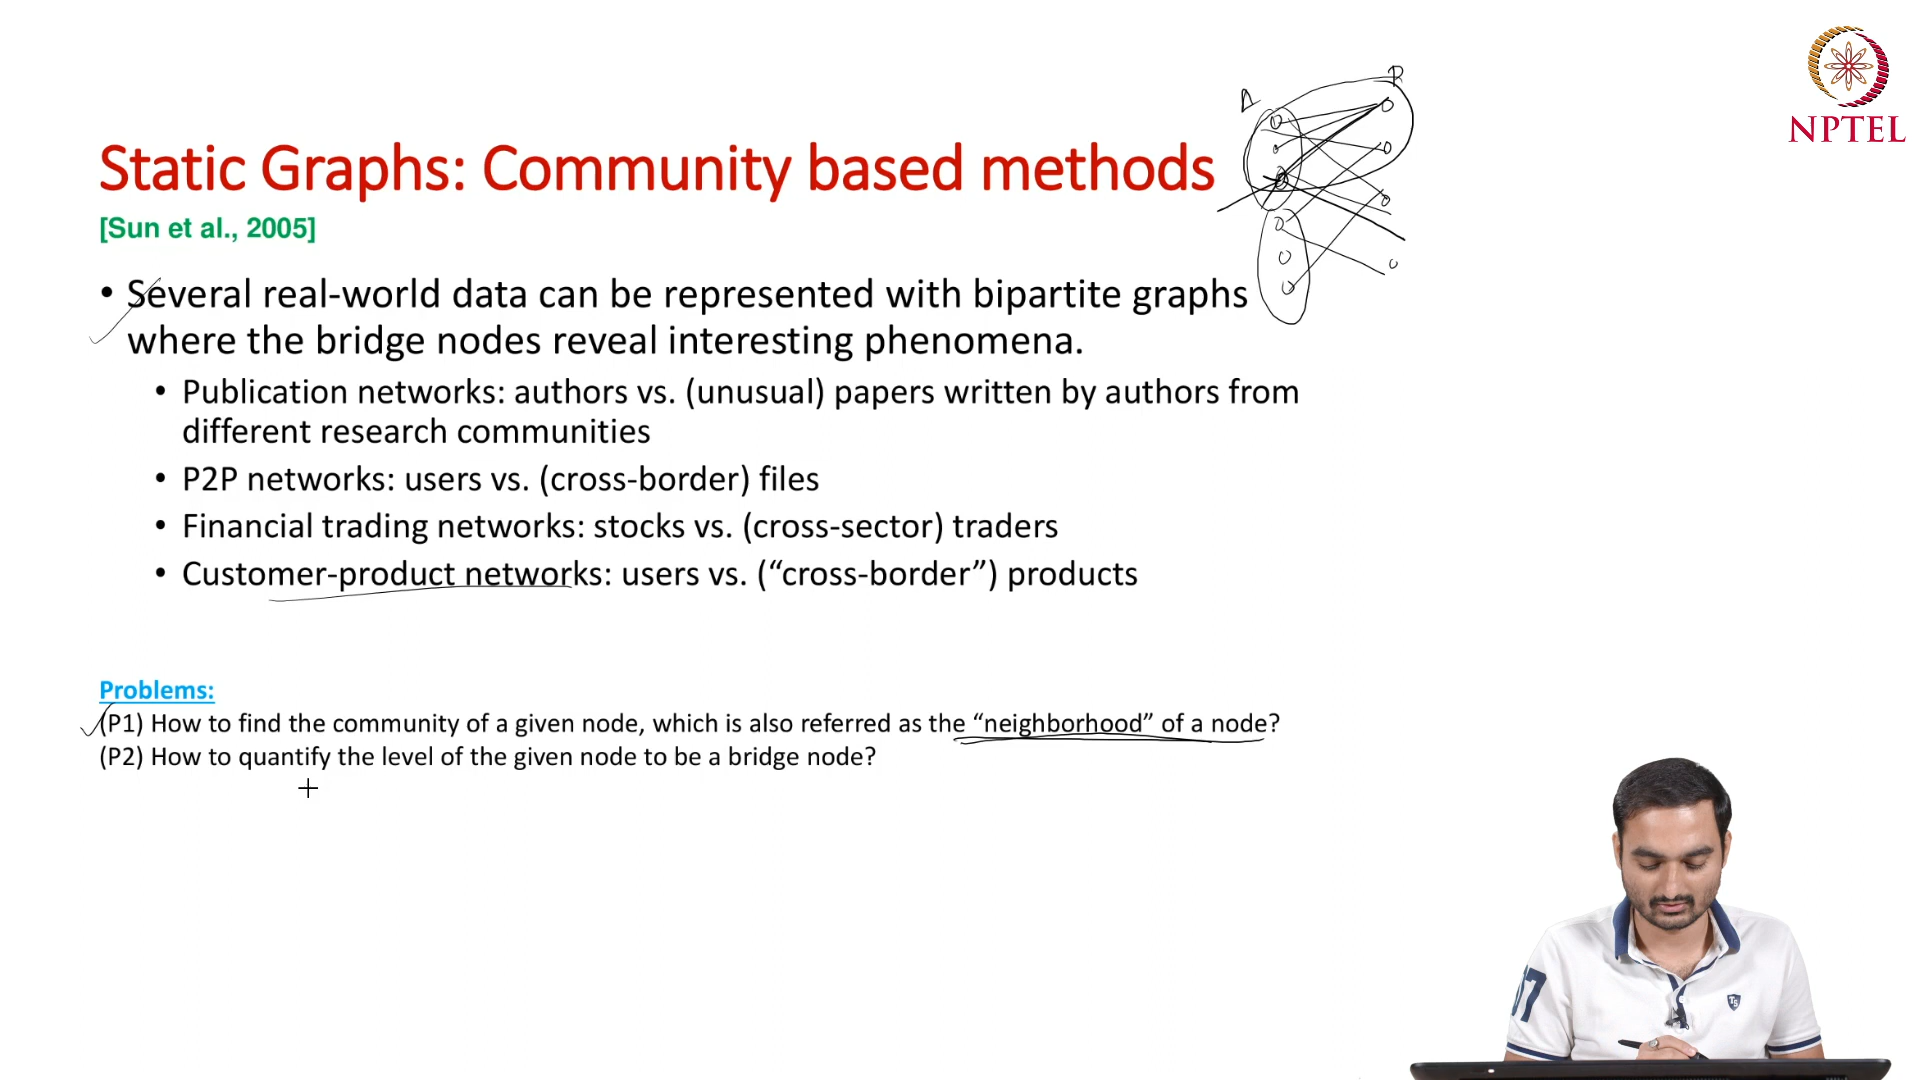 NPTEL
A
Static Graphs: Community based methods
[Sun et al., 2005]
• Several real-world data can be represented with bipartite graphs
where the bridge nodes reveal interesting phenomena.
• Publication networks: authors vs. (unusual) papers written by authors from
different research communities
• P2P networks: users vs. (cross-border) files
• Financial trading networks: stocks vs. (cross-sector) traders
• Customer-product networks: users vs. (“cross-border”) products
Problems:
(P1) How to find the community of a given node, which is also referred as the “neighborhood” of a node?
(P2) How to quantify the level of the given node to be a bridge node?